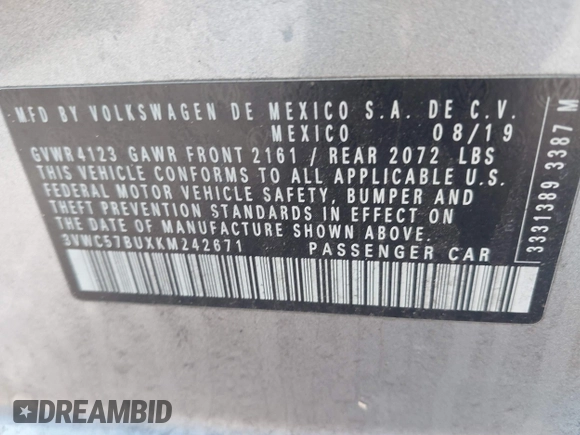 MFD BY VOLKSWAGEN DE MEXICO S.A. DE C.V.
MEXICO 08/19
GVWR 4123 GAWR FRONT 2161 / REAR 2072 LBS
THIS VEHICLE CONFORMS TO ALL APPLICABLE U.S.
FEDERAL MOTOR VEHICLE SAFETY, BUMPER AND
THEFT PREVENTION STANDARDS IN EFFECT ON
THE DATE OF MANUFACTURE SHOWN ABOVE.
3VWC57BUXKM242671 PASSENGER CAR
3331389 3387 M
DREAMBID